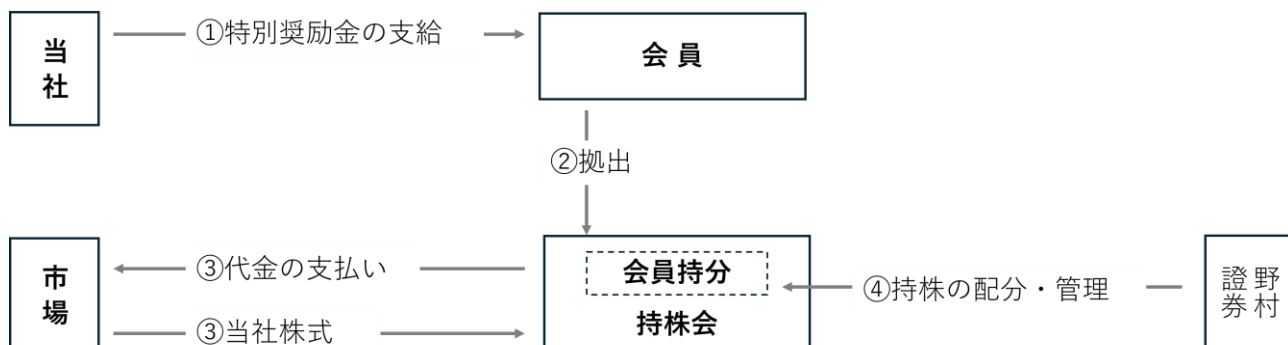 当社
①特別奨励金の支給
会 員
②拠出
市場
③代金の支払い
③当社株式
会員持分
持株会
④持株の配分・管理
野村
證券